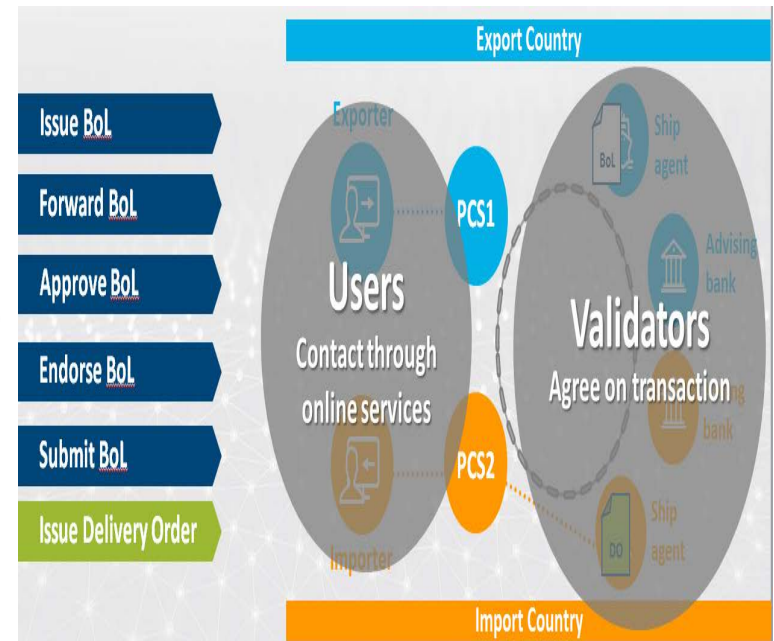 Export Country
Issue BoL
Forward BoL
Approve BoL
Endorse BoL
Submit BoL
Issue Delivery Order
Exporter
PCS1
Users
Contact through
online services
PCS2
Importer
BoL
Ship
agent
Advising
bank
Validators
Agree on transaction
bank
Ship
agent
DO
Import Country